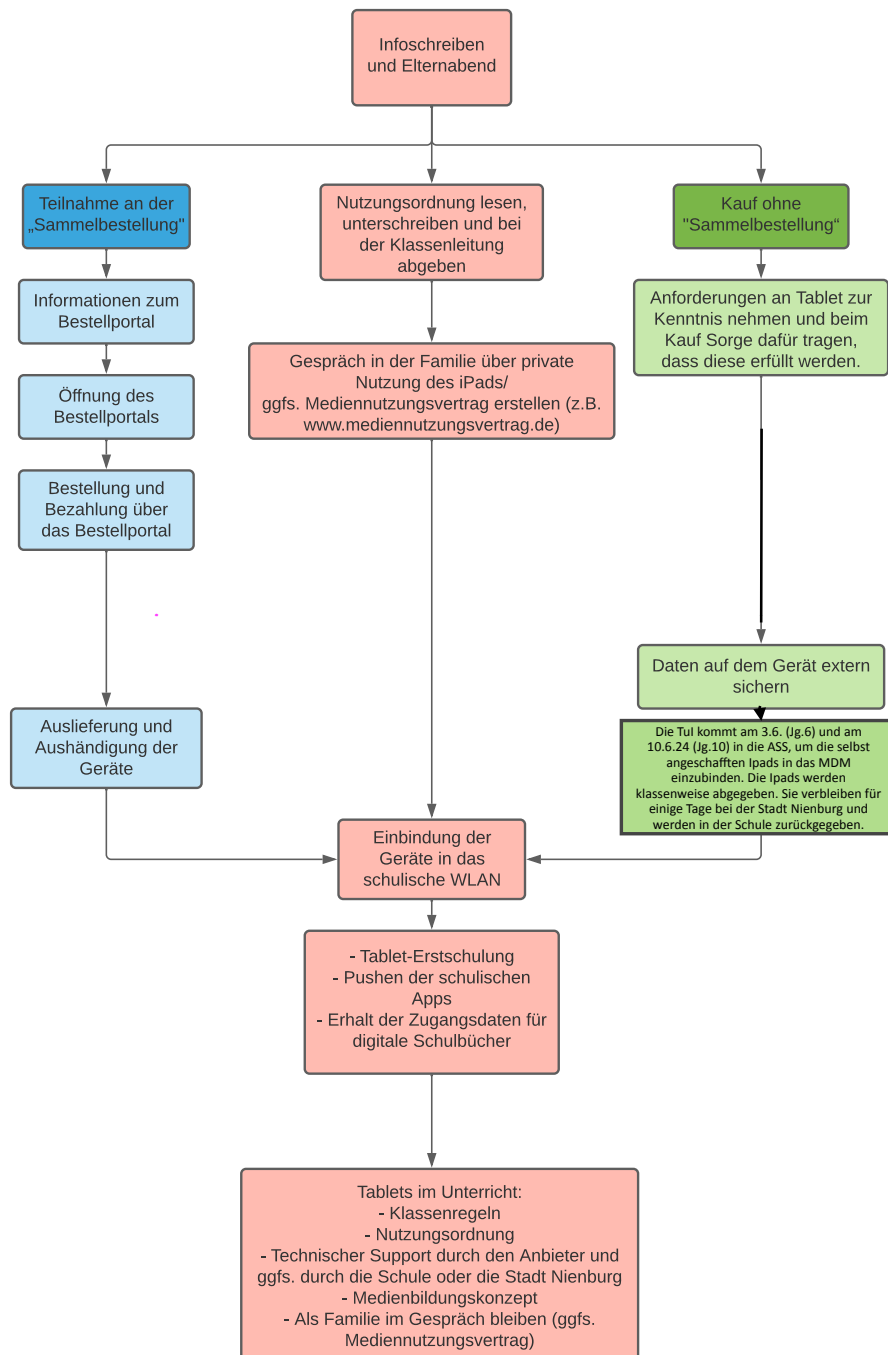 Infoschreiben
und Elternabend
Teilnahme an der
„Sammelbestellung"
Nutzungsordnung lesen,
unterschreiben und bei
der Klassenleitung
abgeben
Kauf ohne
"Sammelbestellung“
Informationen zum
Bestellportal
Anforderungen an Tablet zur
Kenntnis nehmen und beim
Kauf Sorge dafür tragen,
dass diese erfüllt werden.
Gespräch in der Familie über private
Nutzung des iPads/
ggfs. Mediennutzungsvertrag erstellen (z.B.
www.mediennutzungsvertrag.de)
Öffnung des
Bestellportals
Bestellung und
Bezahlung über
das Bestellportal
Daten auf dem Gerät extern
sichern
Auslieferung und
Aushändigung der
Geräte
Die TuI kommt am 3.6. (Jg.6) und am
10.6.24 (Jg.10) in die ASS, um die selbst
angeschafften Ipads in das MDM
einzubinden. Die Ipads werden
klassenweise abgegeben. Sie verbleiben für
einige Tage bei der Stadt Nienburg und
werden in der Schule zurückgegeben.
Einbindung der
Geräte in das
schulische WLAN
- Tablet-Erstschulung
- Pushen der schulischen
Apps
- Erhalt der Zugangsdaten für
digitale Schulbücher
Tablets im Unterricht:
- Klassenregeln
- Nutzungsordnung
- Technischer Support durch den Anbieter und
ggfs. durch die Schule oder die Stadt Nienburg
- Medienbildungskonzept
- Als Familie im Gespräch bleiben (ggfs.
Mediennutzungsvertrag)